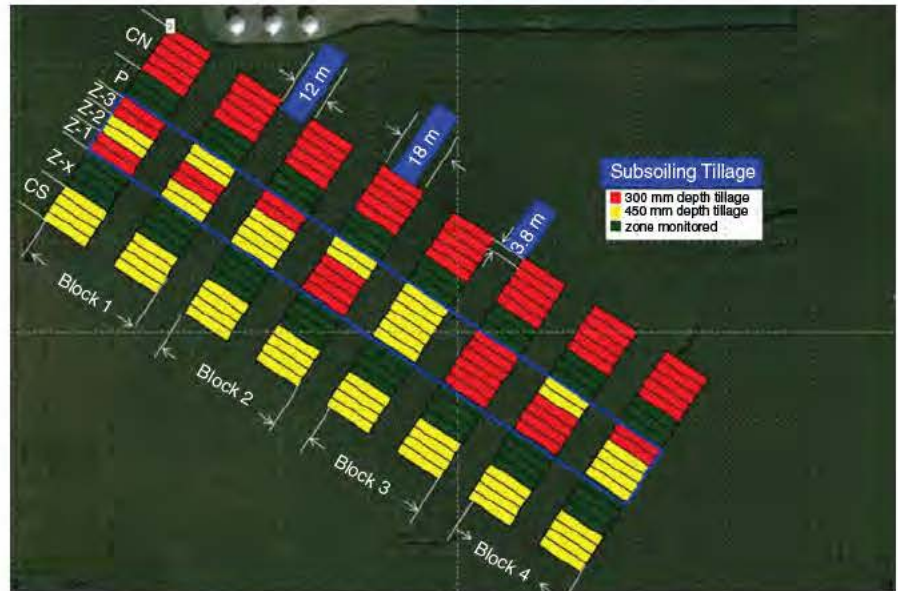 CN
P
Z-3
Z-2
Z-1
Z-x
CS
12 m
18 m
3.8 m
Subsoiling Tillage
300 mm depth tillage
450 mm depth tillage
zone monitored
Block 1
Block 2
Block 3
Block 4